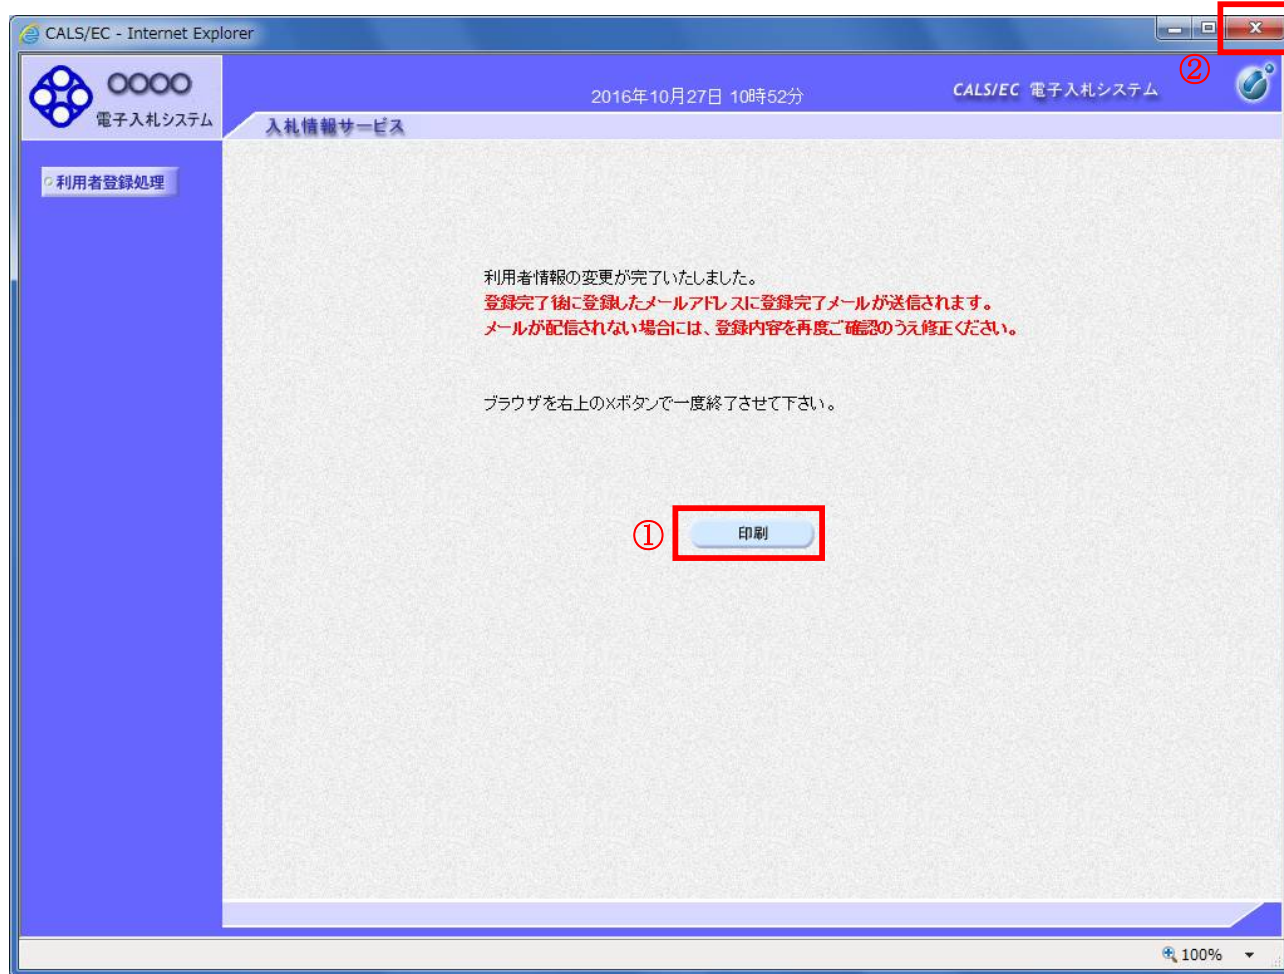 CALS/EC - Internet Explorer
②
○○○○
電子入札システム
2016年10月27日 10時52分
CALS/EC 電子入札システム
入札情報サービス
利用者登録処理
利用者情報の変更が完了いたしました。
登録完了後に登録したメールアドレスに登録完了メールが送信されます。
メールが配信されない場合には、登録内容を再度ご確認のうえ修正ください。
ブラウザを右上の×ボタンで一度終了させて下さい。
① 印刷
100%